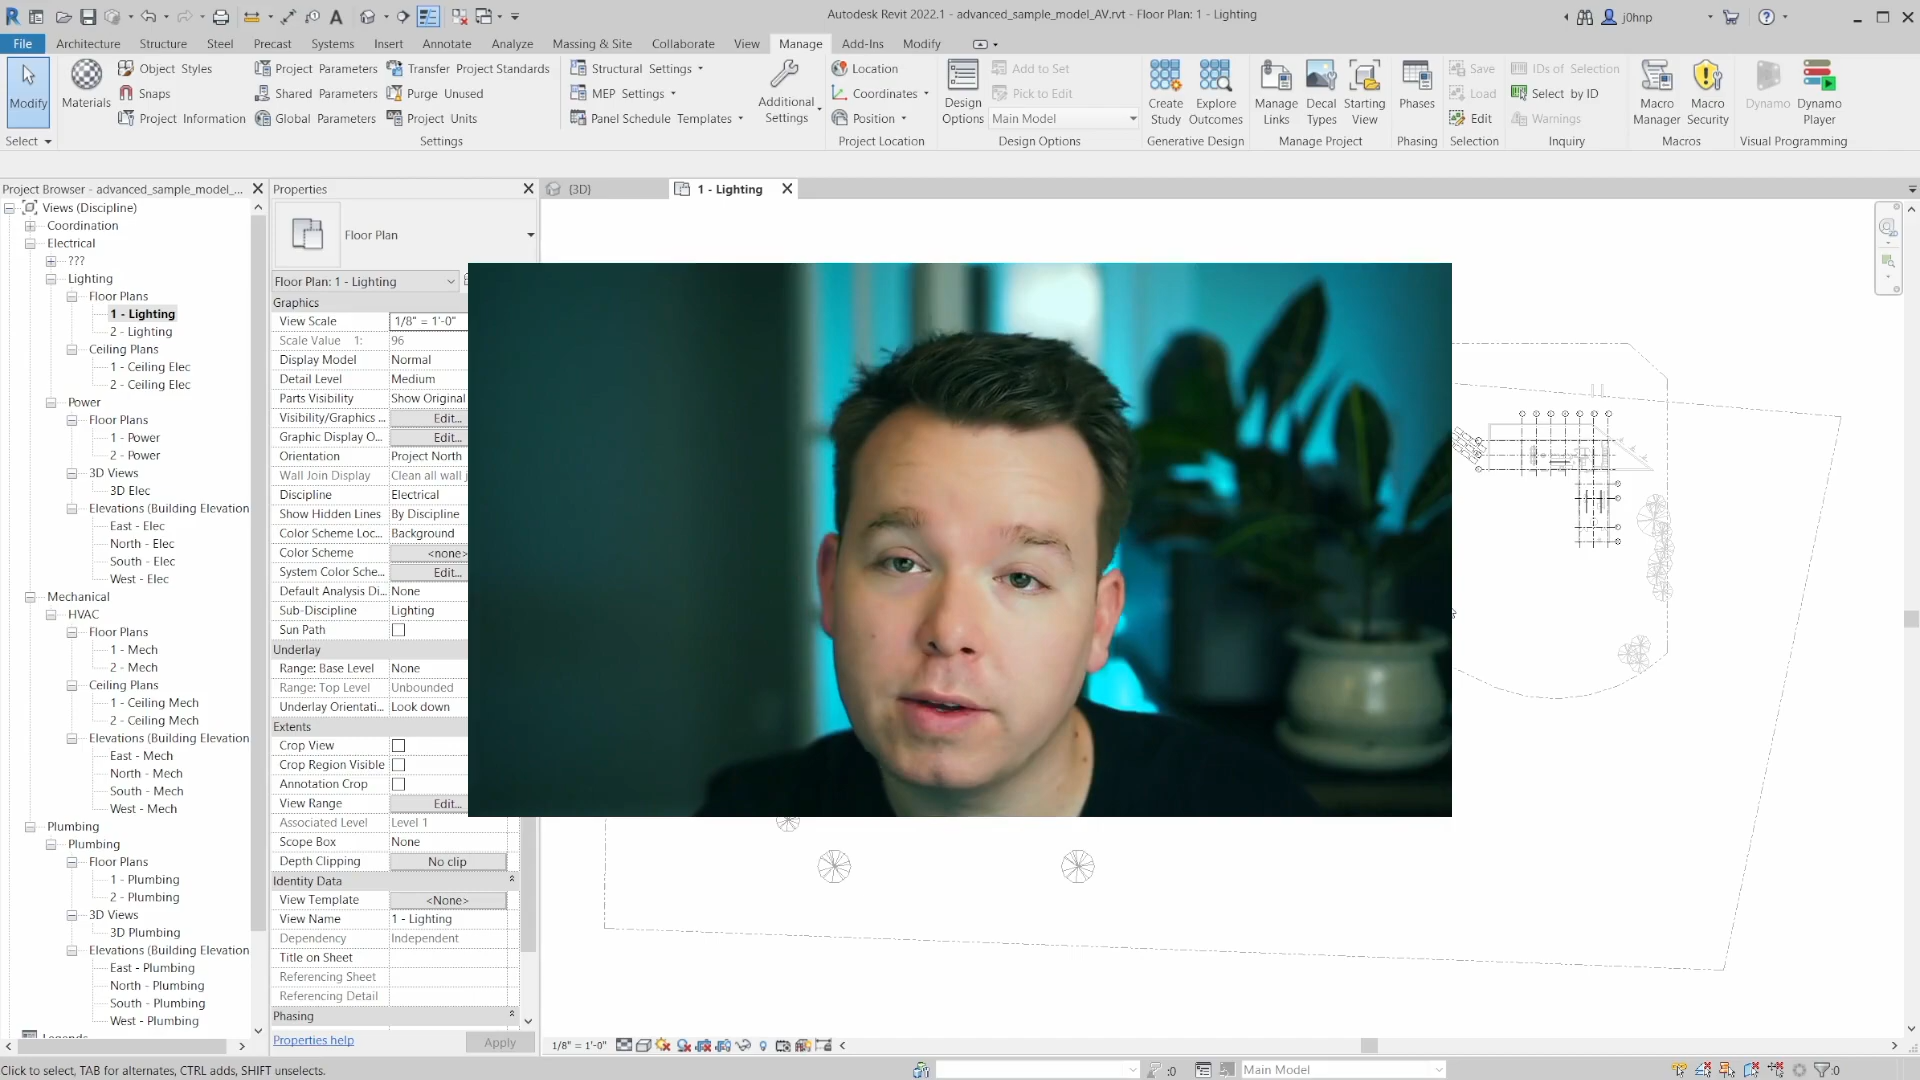 Autodesk Revit 2022.1 - advanced_sample_model_AV.rvt - Floor Plan: 1 - Lighting
j0hnp
File Architecture Structure Steel Precast Systems Insert Annotate Analyze Massing & Site Collaborate View Manage Add-Ins Modify
Modify
Select
Materials
Object Styles
Snaps
Project Information
Project Parameters
Shared Parameters
Global Parameters
Transfer Project Standards
Purge Unused
Project Units
Structural Settings
MEP Settings
Panel Schedule Templates
Additional
Settings
Settings
Location
Coordinates
Position
Project Location
Design
Options
Add to Set
Pick to Edit
Main Model
Design Options
Create
Study
Explore
Outcomes
Generative Design
Manage
Links
Decal
Types
Starting
View
Manage Project
Phases
Phasing
Save
Load
Edit
Selection
IDs of Selection
Select by ID
Warnings
Inquiry
Macro
Manager
Macro
Security
Macros
Dynamo
Dynamo
Player
Visual Programming
Project Browser - advanced_sample_model_...
Views (Discipline)
Coordination
Electrical
???
Lighting
Floor Plans
1 - Lighting
2 - Lighting
Ceiling Plans
1 - Ceiling Elec
2 - Ceiling Elec
Power
Floor Plans
1 - Power
2 - Power
3D Views
3D Elec
Elevations (Building Elevation
East - Elec
North - Elec
South - Elec
West - Elec
Mechanical
HVAC
Floor Plans
1 - Mech
2 - Mech
Ceiling Plans
1 - Ceiling Mech
2 - Ceiling Mech
Elevations (Building Elevation
East - Mech
North - Mech
South - Mech
West - Mech
Plumbing
Plumbing
Floor Plans
1 - Plumbing
2 - Plumbing
3D Views
3D Plumbing
Elevations (Building Elevation
East - Plumbing
North - Plumbing
South - Plumbing
West - Plumbing
Properties
Floor Plan
Floor Plan: 1 - Lighting
Graphics
View Scale 1/8" = 1'-0"
Scale Value 1: 96
Display Model Normal
Detail Level Medium
Parts Visibility Show Original
Visibility/Graphics ... Edit...
Graphic Display O... Edit...
Orientation Project North
Wall Join Display Clean all wall j
Discipline Electrical
Show Hidden Lines By Discipline
Color Scheme Loc... Background
Color Scheme <none>
System Color Sche... Edit...
Default Analysis Di... None
Sub-Discipline Lighting
Sun Path
Underlay
Range: Base Level None
Range: Top Level Unbounded
Underlay Orientati... Look down
Extents
Crop View
Crop Region Visible
Annotation Crop
View Range Edit...
Associated Level Level 1
Scope Box None
Depth Clipping No clip
Identity Data
View Template <None>
View Name 1 - Lighting
Dependency Independent
Title on Sheet
Referencing Sheet
Referencing Detail
Phasing
Properties help
Apply
{3D}
1 - Lighting
1/8" = 1'-0"
Click to select, TAB for alternates, CTRL adds, SHIFT unselects.
:0
Main Model
:0